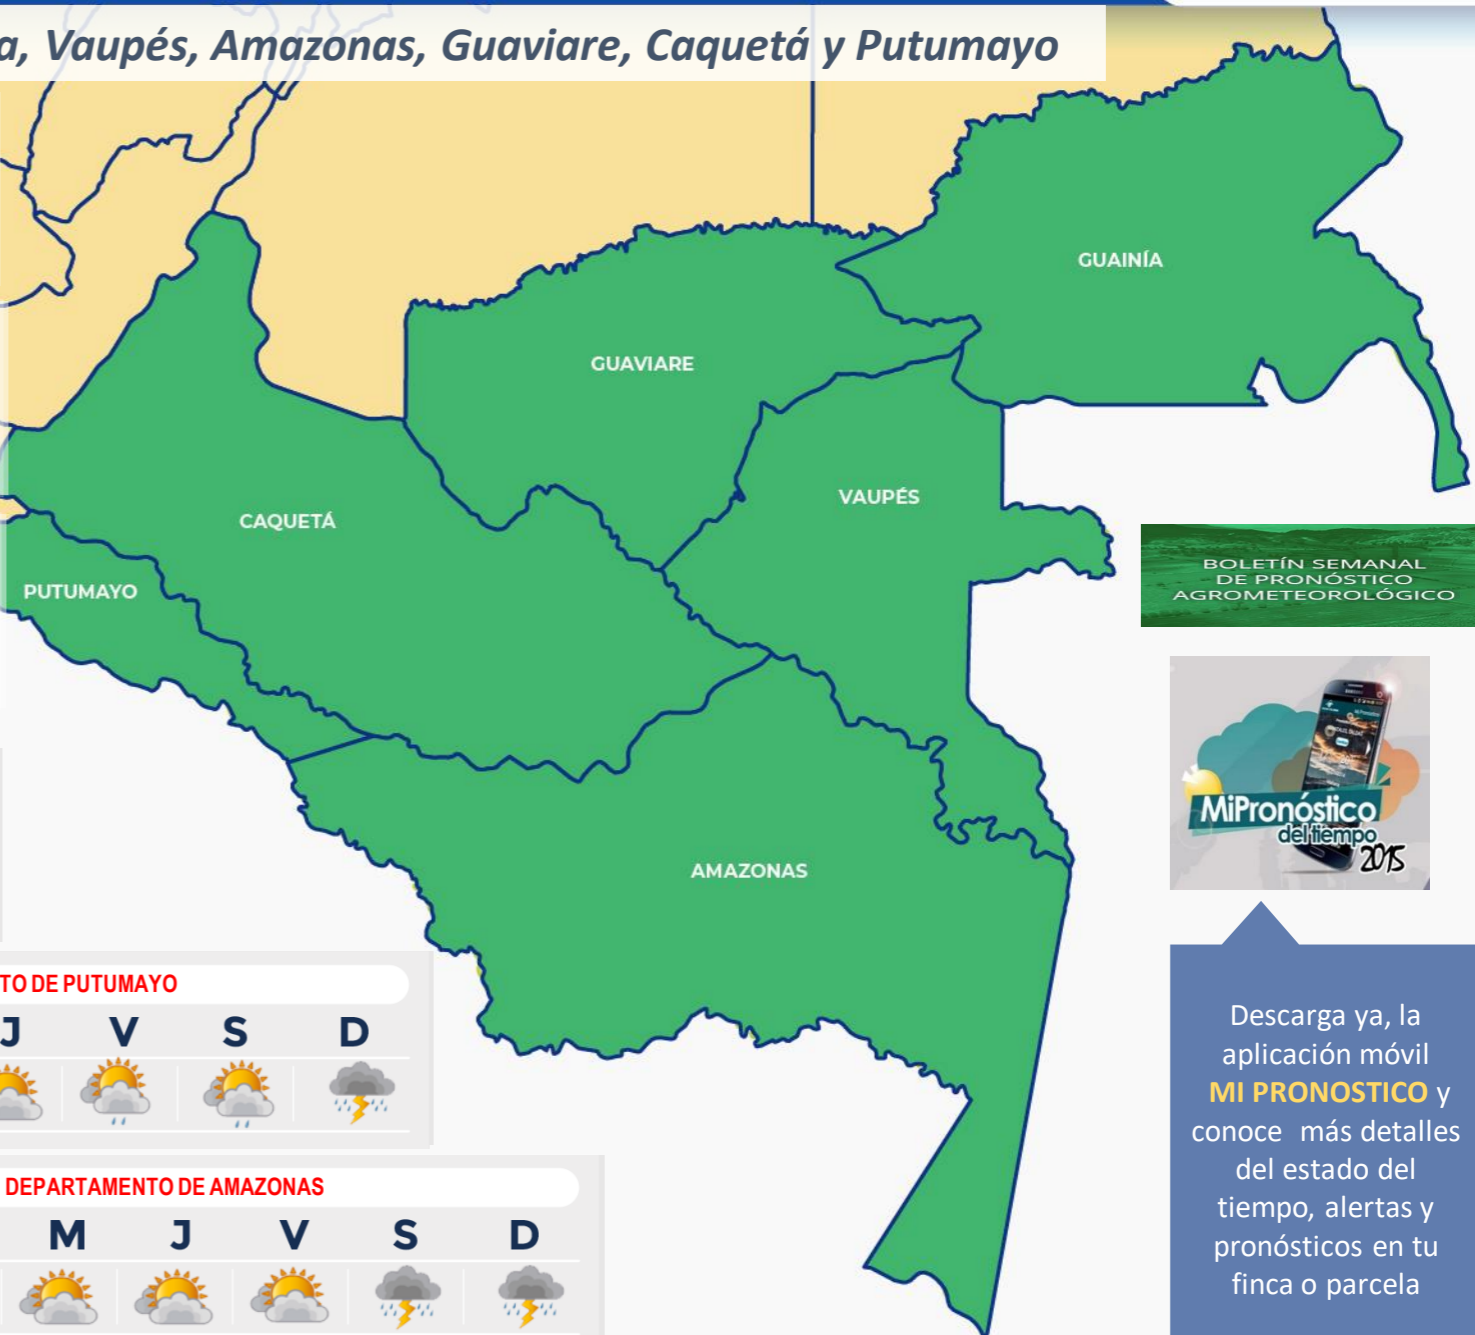 a, Vaupés, Amazonas, Guaviare, Caquetá y Putumayo
GUAINÍA
GUAVIARE
VAUPÉS
CAQUETÁ
PUTUMAYO
AMAZONAS
BOLETÍN SEMANAL
DE PRONÓSTICO
AGROMETEOROLÓGICO
SAMSUNG
MiPronóstico
del tiempo
2015
Descarga ya, la
aplicación móvil
MI PRONOSTICO y
conoce más detalles
del estado del
tiempo, alertas y
pronósticos en tu
finca o parcela
TO DE PUTUMAYO
J V S D
DEPARTAMENTO DE AMAZONAS
M J V S D